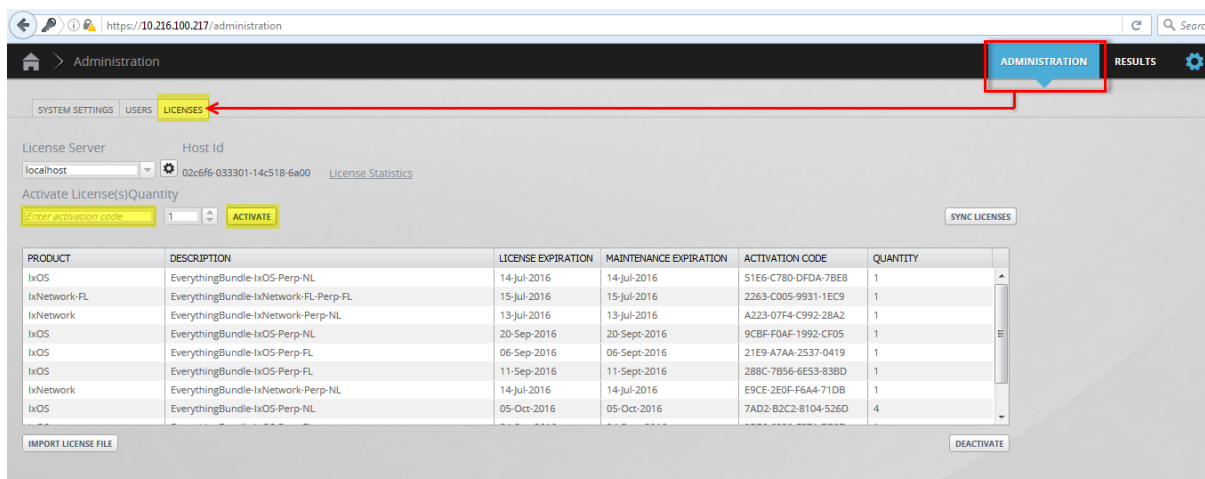 https://10.216.100.217/administration
Searc
Administration
ADMINISTRATION RESULTS
SYSTEM SETTINGS USERS LICENSES
License Server Host Id
localhost 02c6f6-033301-14c518-6a00 License Statistics
Activate License(s)Quantity
Enter activation code 1 ACTIVATE SYNC LICENSES
PRODUCT DESCRIPTION LICENSE EXPIRATION MAINTENANCE EXPIRATION ACTIVATION CODE QUANTITY
IxOS EverythingBundle-IxOS-Perp-NL 14-Jul-2016 14-Jul-2016 51E6-C780-DFDA-7BE8 1
IxNetwork-FL EverythingBundle-IxNetwork-FL-Perp-FL 15-Jul-2016 15-Jul-2016 2263-C005-9931-1EC9 1
IxNetwork EverythingBundle-IxNetwork-Perp-NL 13-Jul-2016 13-Jul-2016 A223-07F4-C992-28A2 1
IxOS EverythingBundle-IxOS-Perp-NL 20-Sep-2016 20-Sept-2016 9CBF-F0AF-1992-CF05 1
IxOS EverythingBundle-IxOS-Perp-FL 06-Sep-2016 06-Sept-2016 21E9-A7AA-2537-0419 1
IxOS EverythingBundle-IxOS-Perp-FL 11-Sep-2016 11-Sept-2016 288C-7B56-6E53-83BD 1
IxNetwork EverythingBundle-IxNetwork-Perp-NL 14-Jul-2016 14-Jul-2016 E9CE-2E0F-F6A4-71DB 1
IxOS EverythingBundle-IxOS-Perp-NL 05-Oct-2016 05-Oct-2016 7AD2-B2C2-8104-526D 4
IMPORT LICENSE FILE DEACTIVATE